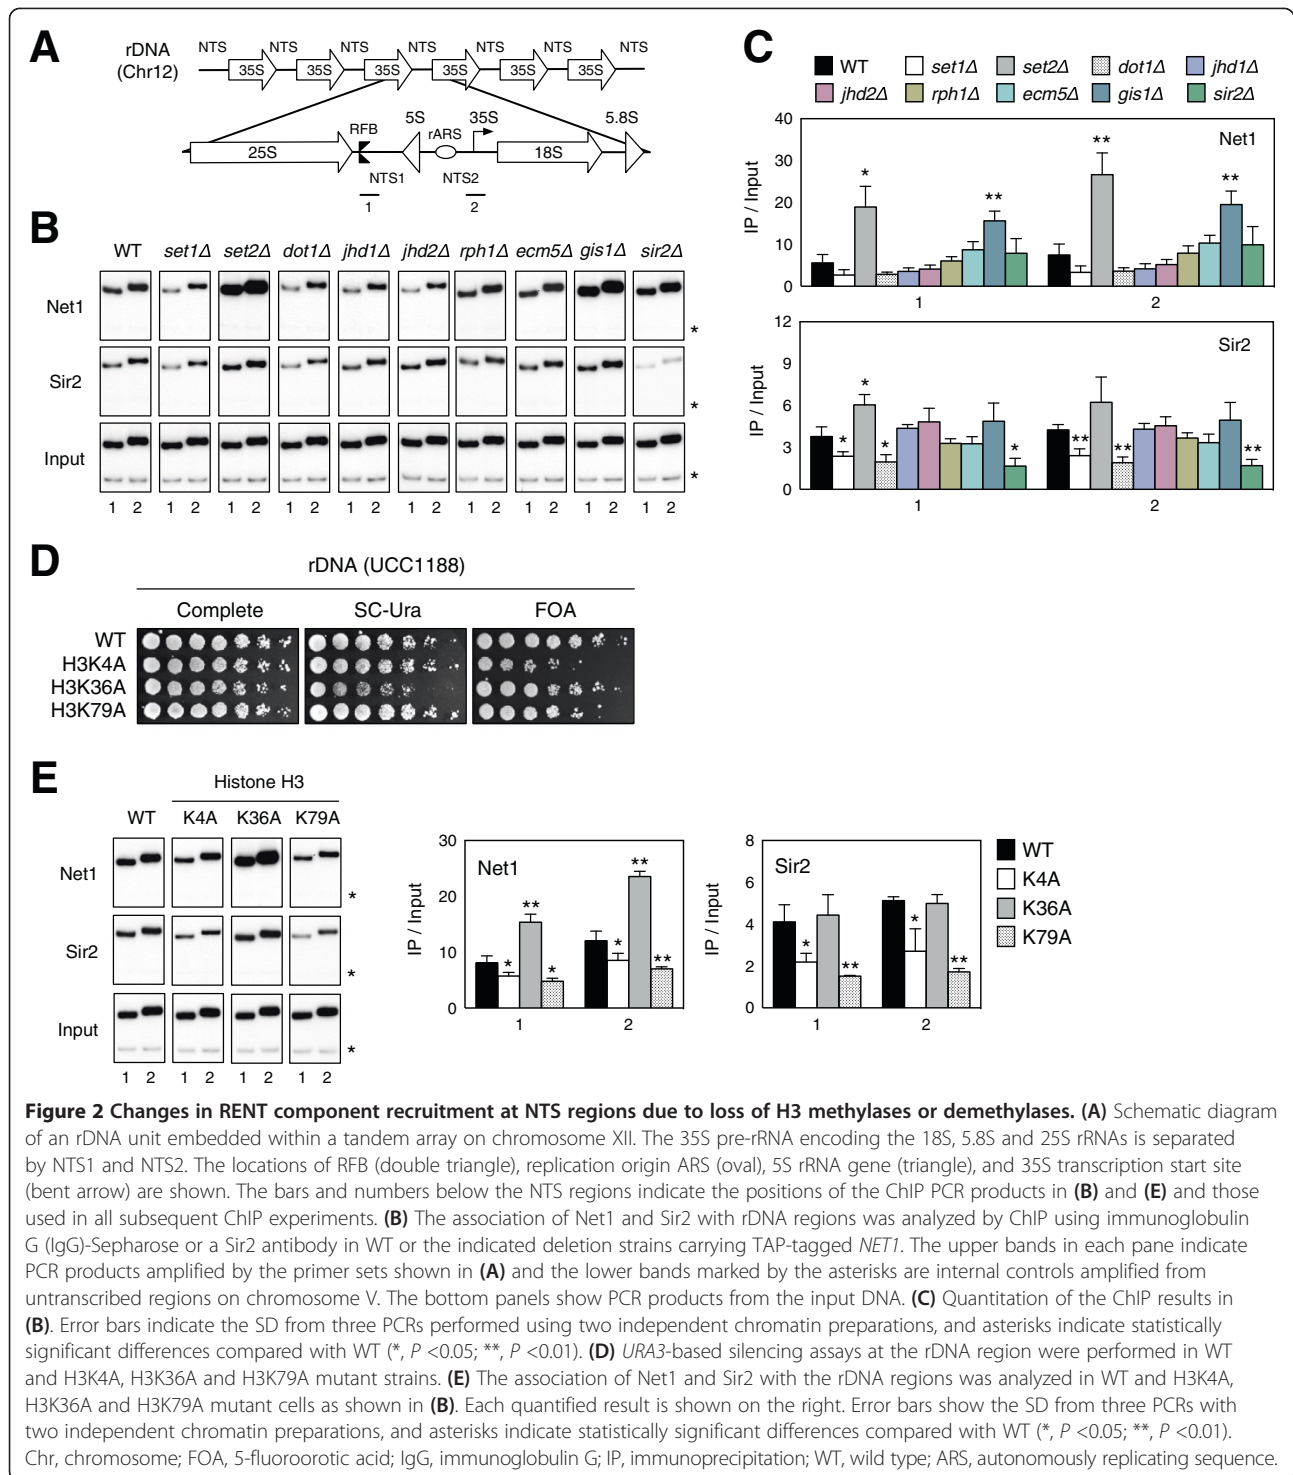 A
rDNA
(Chr12)
NTS NTS NTS NTS NTS NTS NTS
35S 35S 35S 35S 35S 35S
RFB 5S rARS 35S 5.8S
25S 18S
NTS1 NTS2
1 2
B
WT set1Δ set2Δ dot1Δ jhd1Δ jhd2Δ rph1Δ ecm5Δ gis1Δ sir2Δ
Net1
*
Sir2
*
Input
*
1 2 1 2 1 2 1 2 1 2 1 2 1 2 1 2 1 2 1 2
C
WT set1Δ set2Δ dot1Δ jhd1Δ
jhd2Δ rph1Δ ecm5Δ gis1Δ sir2Δ
Net1
IP / Input
40
30
20
10
0
* ** ** **
1 2
Sir2
IP / Input
12
9
6
3
0
* * * * ** ** **
1 2
D
rDNA (UCC1188)
Complete SC-Ura FOA
WT
H3K4A
H3K36A
H3K79A
E
Histone H3
WT K4A K36A K79A
Net1
*
Sir2
*
Input
*
1 2 1 2 1 2 1 2
Net1
IP / Input
30
20
10
0
* ** * * ** **
1 2
Sir2
IP / Input
8
6
4
2
0
* ** * **
1 2
WT
K4A
K36A
K79A
Figure 2 Changes in RENT component recruitment at NTS regions due to loss of H3 methylases or demethylases. (A) Schematic diagram
of an rDNA unit embedded within a tandem array on chromosome XII. The 35S pre-rRNA encoding the 18S, 5.8S and 25S rRNAs is separated
by NTS1 and NTS2. The locations of RFB (double triangle), replication origin ARS (oval), 5S rRNA gene (triangle), and 35S transcription start site
(bent arrow) are shown. The bars and numbers below the NTS regions indicate the positions of the ChIP PCR products in (B) and (E) and those
used in all subsequent ChIP experiments. (B) The association of Net1 and Sir2 with rDNA regions was analyzed by ChIP using immunoglobulin
G (IgG)-Sepharose or a Sir2 antibody in WT or the indicated deletion strains carrying TAP-tagged NET1. The upper bands in each pane indicate
PCR products amplified by the primer sets shown in (A) and the lower bands marked by the asterisks are internal controls amplified from
untranscribed regions on chromosome V. The bottom panels show PCR products from the input DNA. (C) Quantitation of the ChIP results in
(B). Error bars indicate the SD from three PCRs performed using two independent chromatin preparations, and asterisks indicate statistically
significant differences compared with WT (*, P <0.05; **, P <0.01). (D) URA3-based silencing assays at the rDNA region were performed in WT
and H3K4A, H3K36A and H3K79A mutant strains. (E) The association of Net1 and Sir2 with the rDNA regions was analyzed in WT and H3K4A,
H3K36A and H3K79A mutant cells as shown in (B). Each quantified result is shown on the right. Error bars show the SD from three PCRs with
two independent chromatin preparations, and asterisks indicate statistically significant differences compared with WT (*, P <0.05; **, P <0.01).
Chr, chromosome; FOA, 5-fluoroorotic acid; IgG, immunoglobulin G; IP, immunoprecipitation; WT, wild type; ARS, autonomously replicating sequence.